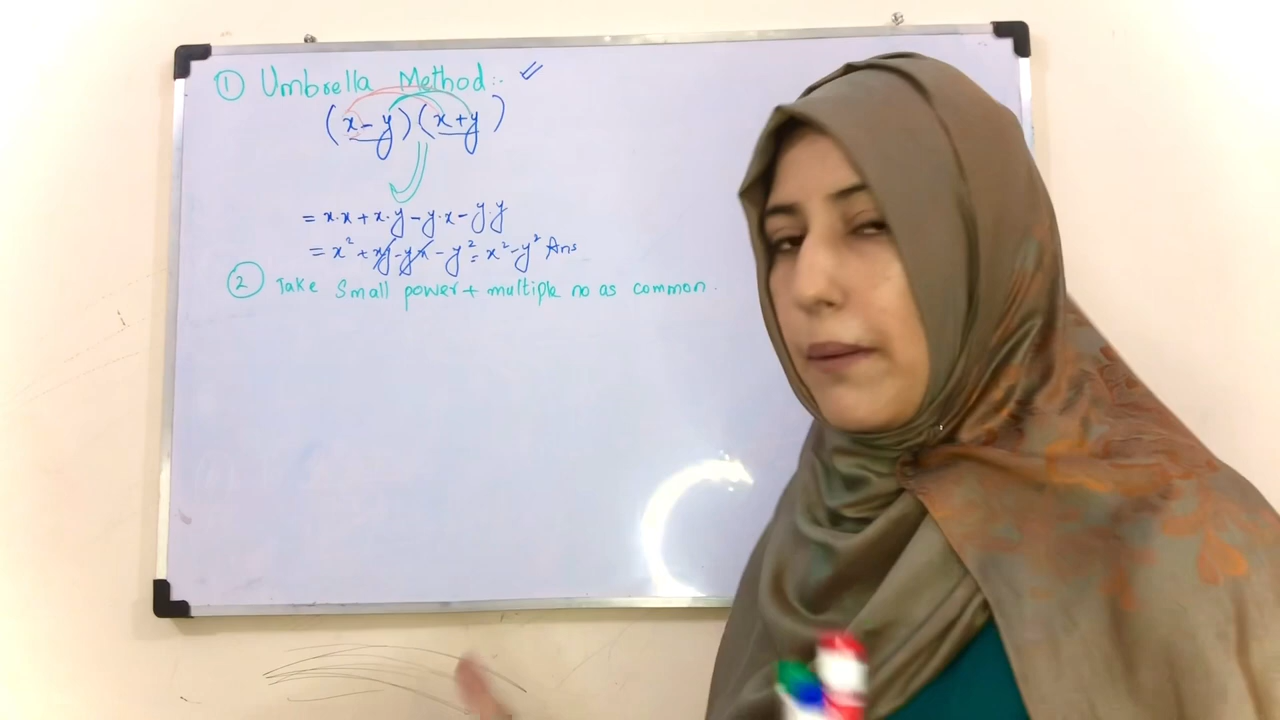 ① Umbrella Method:-
(x-y)(x+y)
= x.x + x.y - y.x - y.y
= x² + xy - yx - y² = x² - y² Ans
② Take Small power + multiple no as common.